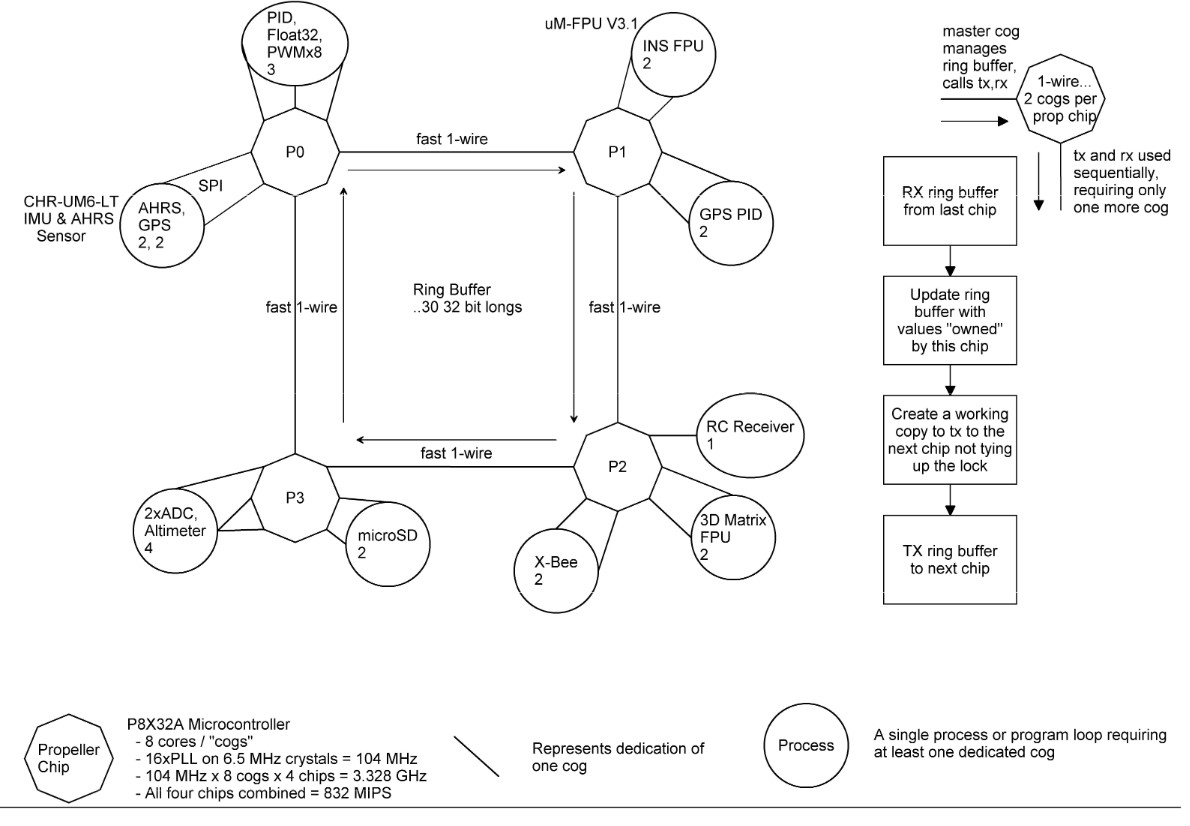 PID,
Float32,
PWMx8
3
uM-FPU V3.1
INS FPU
2
master cog
manages
ring buffer,
calls tx,rx
1-wire...
2 cogs per
prop chip
P0
fast 1-wire
P1
tx and rx used
sequentially,
requiring only
one more cog
SPI
CHR-UM6-LT
IMU & AHRS
Sensor
AHRS,
GPS
2, 2
GPS PID
2
RX ring buffer
from last chip
fast 1-wire
Ring Buffer
..30 32 bit longs
fast 1-wire
Update ring
buffer with
values "owned"
by this chip
RC Receiver
1
Create a working
copy to tx to the
next chip not tying
up the lock
fast 1-wire
P2
P3
2xADC,
Altimeter
4
microSD
2
X-Bee
2
3D Matrix
FPU
2
TX ring buffer
to next chip
Propeller
Chip
P8X32A Microcontroller
- 8 cores / "cogs"
- 16xPLL on 6.5 MHz crystals = 104 MHz
- 104 MHz x 8 cogs x 4 chips = 3.328 GHz
- All four chips combined = 832 MIPS
Represents dedication of
one cog
Process
A single process or program loop requiring
at least one dedicated cog